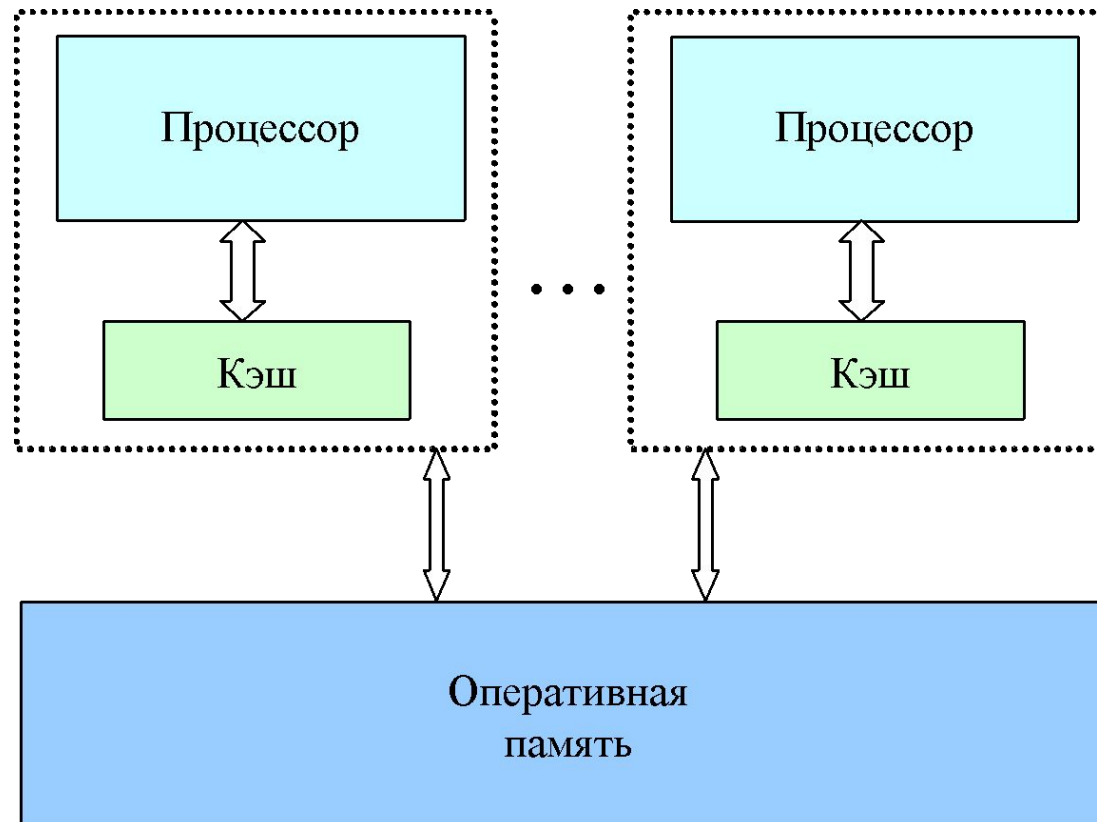 Процессор
Процессор
Кэш
Кэш
Оперативная
память